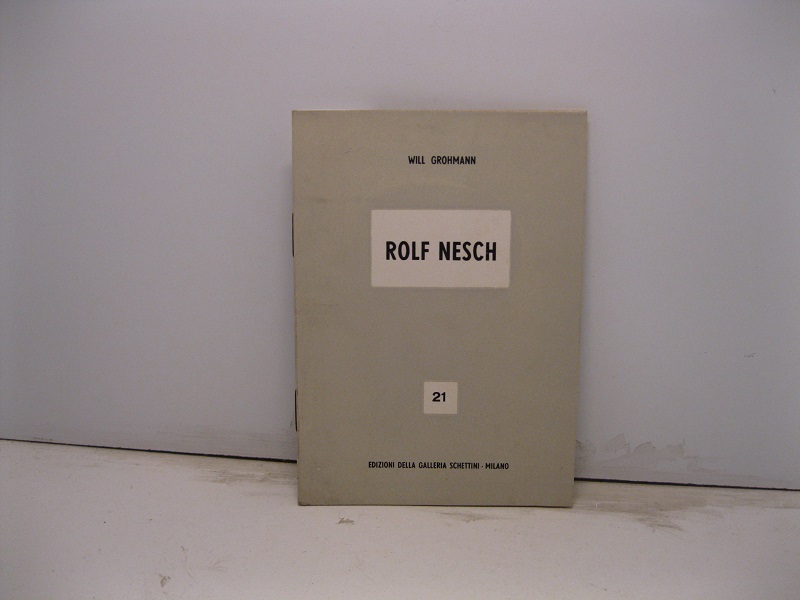 WILL GROHMANN
ROLF NESCH
21
EDIZIONI DELLA GALLERIA SCHETTINI - MILANO